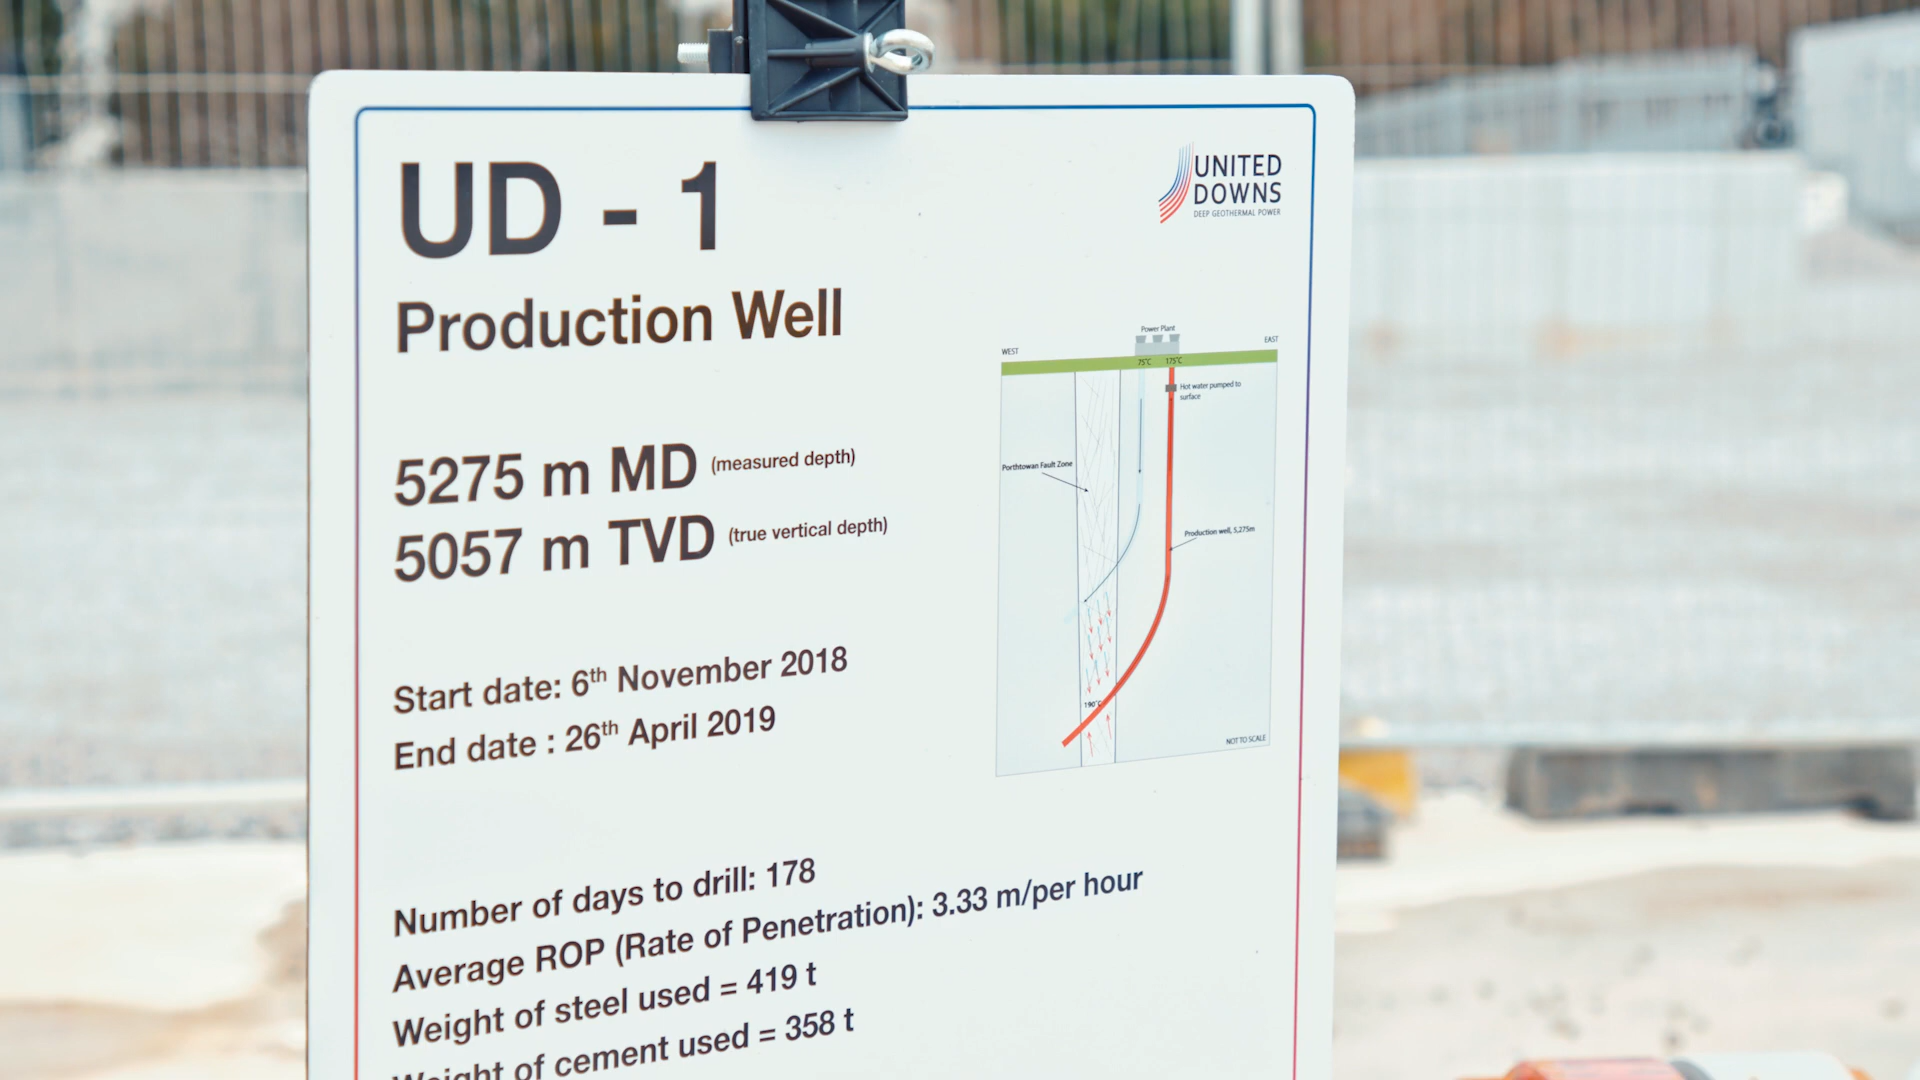 UD - 1
Production Well
UNITED
DOWNS
DEEP GEOTHERMAL POWER
5275 m MD (measured depth)
5057 m TVD (true vertical depth)
Start date: 6th November 2018
End date : 26th April 2019
Power Plant
WEST
EAST
75°C 175°C
Hot water pumped to
surface
Porthtowan Fault Zone
Production well, 5,275m
190°C
NOT TO SCALE
Number of days to drill: 178
Average ROP (Rate of Penetration): 3.33 m/per hour
Weight of steel used = 419 t
Weight of cement used = 358 t